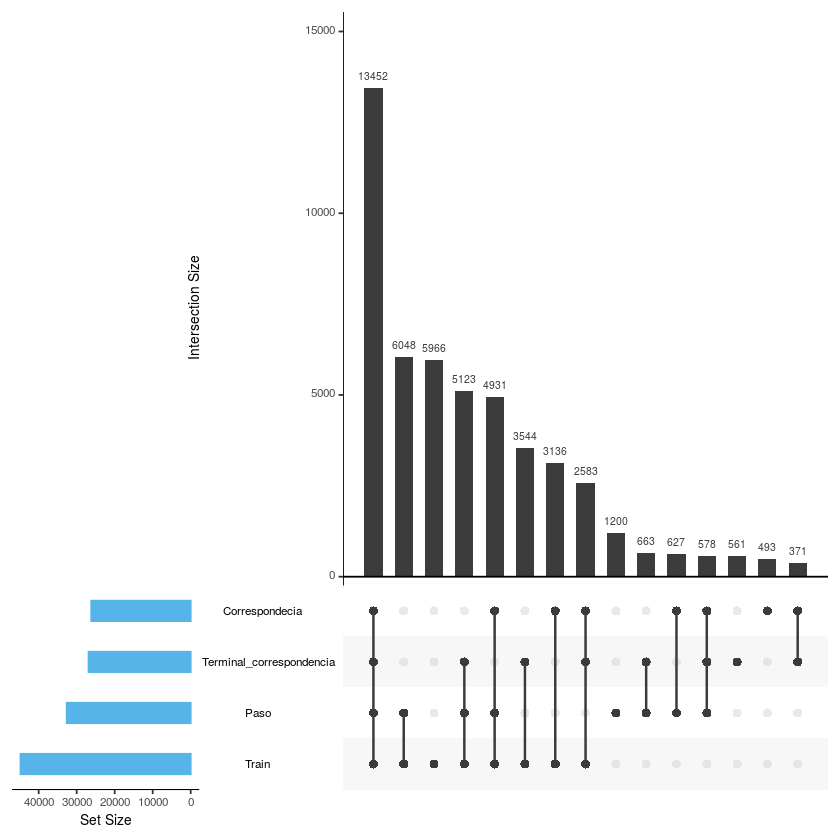 15000
13452
10000
Intersection Size
6048 5966
5123
4931
5000
3544
3136
2583
1200
663 627 578 561 493 371
0
Correspondecia
Terminal_correspondencia
Paso
Train
40000 30000 20000 10000 0
Set Size